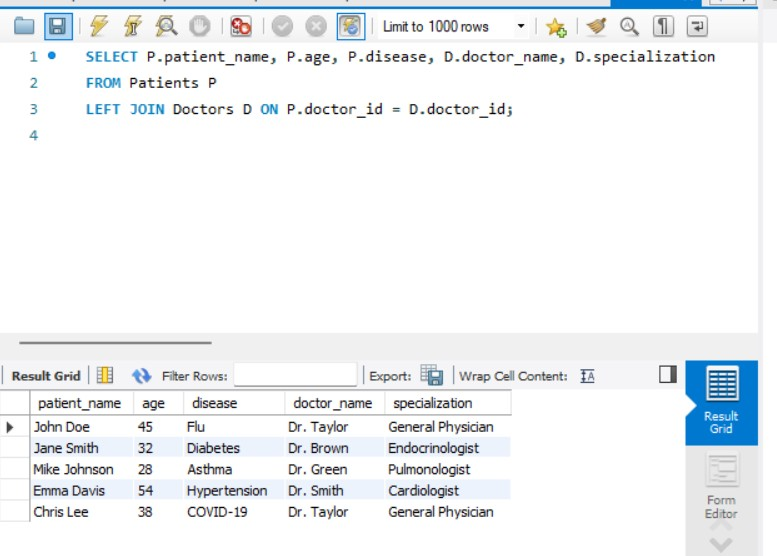 Limit to 1000 rows
1 SELECT P.patient_name, P.age, P.disease, D.doctor_name, D.specialization
2 FROM Patients P
3 LEFT JOIN Doctors D ON P.doctor_id = D.doctor_id;
4
Result Grid Filter Rows: Export: Wrap Cell Content: IA
patient_name age disease doctor_name specialization
John Doe 45 Flu Dr. Taylor General Physician
Jane Smith 32 Diabetes Dr. Brown Endocrinologist
Mike Johnson 28 Asthma Dr. Green Pulmonologist
Emma Davis 54 Hypertension Dr. Smith Cardiologist
Chris Lee 38 COVID-19 Dr. Taylor General Physician
Result
Grid
Form
Editor